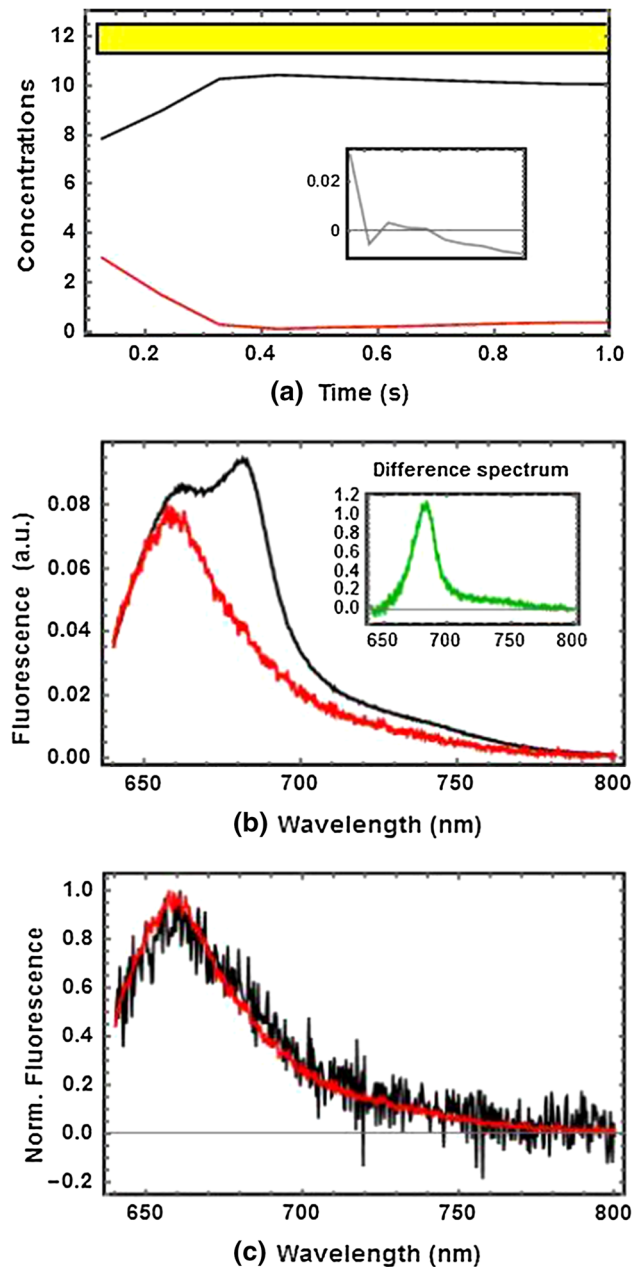 12
10
8
6
4
2
0
Concentrations
0.02
0
0.2 0.4 0.6 0.8 1.0
(a) Time (s)
0.08
0.06
0.04
0.02
0.00
Fluorescence (a.u.)
Difference spectrum
1.2
1.0
0.8
0.6
0.4
0.2
0.0
650 700 750 800
650 700 750 800
(b) Wavelength (nm)
1.0
0.8
0.6
0.4
0.2
0.0
−0.2
Norm. Fluorescence
650 700 750 800
(c) Wavelength (nm)